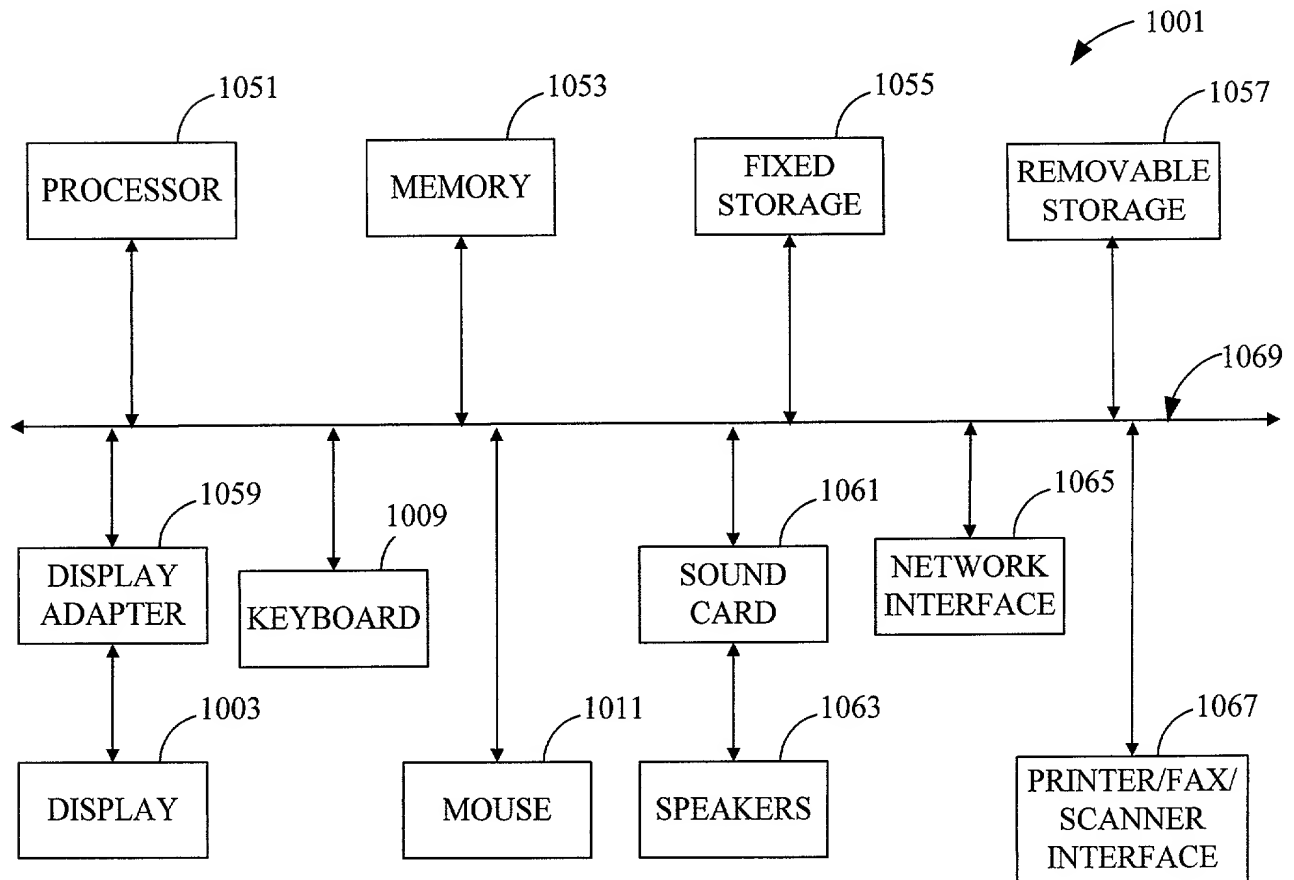 1001
1051
1053
1055
1057
PROCESSOR
MEMORY
FIXED
STORAGE
REMOVABLE
STORAGE
1069
1059
1009
1061
1065
DISPLAY
ADAPTER
KEYBOARD
SOUND
CARD
NETWORK
INTERFACE
1003
1011
1063
1067
DISPLAY
MOUSE
SPEAKERS
PRINTER/FAX/
SCANNER
INTERFACE